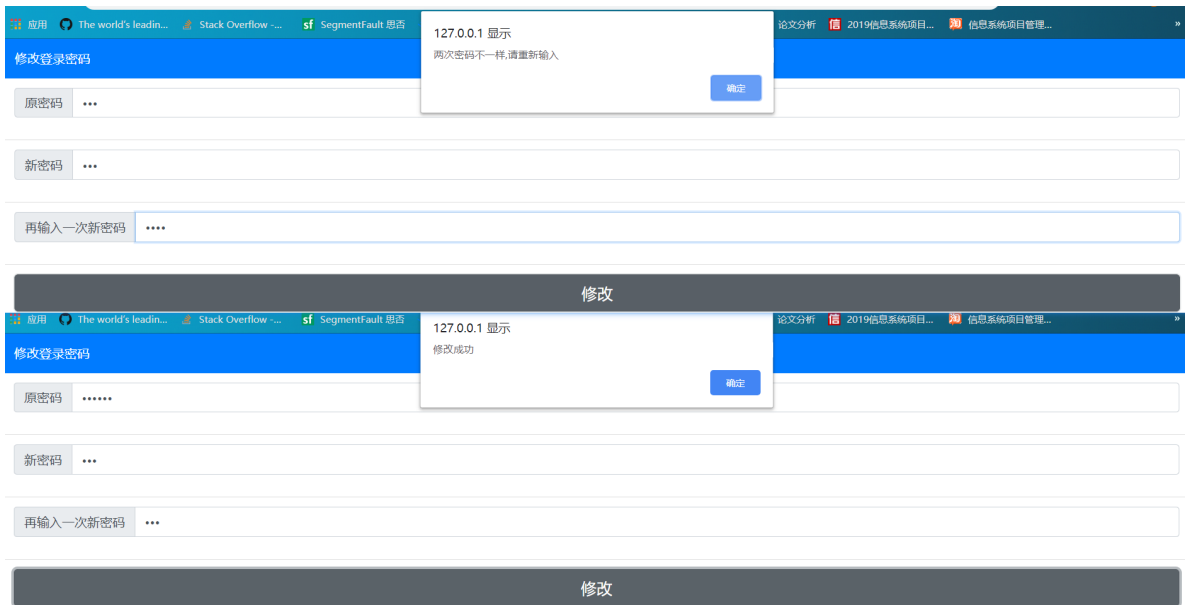 应用 The world's leadin... Stack Overflow -... sf SegmentFault 思否 论文分析 信 2019信息系统项目... 淘 信息系统项目管理... »
127.0.0.1 显示
两次密码不一样,请重新输入
确定
修改登录密码
原密码 •••
新密码 •••
再输入一次新密码 ••••
修改
应用 The world's leadin... Stack Overflow -... sf SegmentFault 思否 论文分析 信 2019信息系统项目... 淘 信息系统项目管理... »
127.0.0.1 显示
修改成功
确定
修改登录密码
原密码 ••••••
新密码 •••
再输入一次新密码 •••
修改